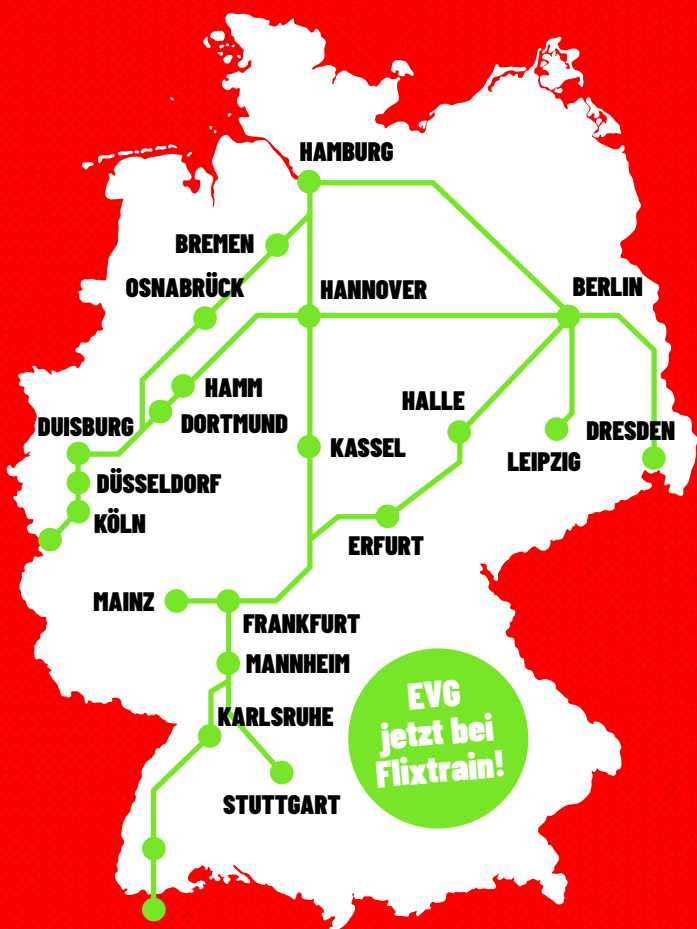 HAMBURG
BREMEN
OSNABRÜCK
HANNOVER
BERLIN
HAMM
DORTMUND
DUISBURG
HALLE
DRESDEN
KASSEL
LEIPZIG
DÜSSELDORF
KÖLN
ERFURT
MAINZ
FRANKFURT
MANNHEIM
KARLSRUHE
STUTTGART
EVG
jetzt bei
Flixtrain!